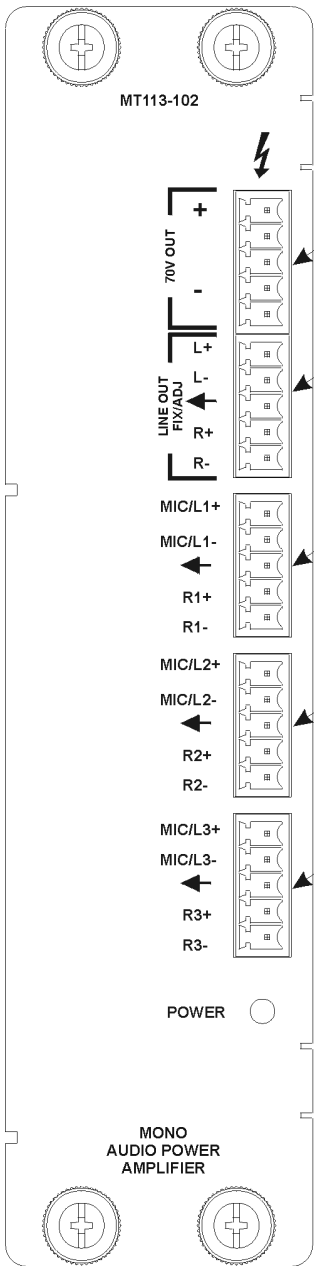 MT113-102
70V OUT
+
-
LINE OUT
FIX/ADJ
L+
L-
R+
R-
MIC/L1+
MIC/L1-
R1+
R1-
MIC/L2+
MIC/L2-
R2+
R2-
MIC/L3+
MIC/L3-
R3+
R3-
POWER
MONO
AUDIO POWER
AMPLIFIER